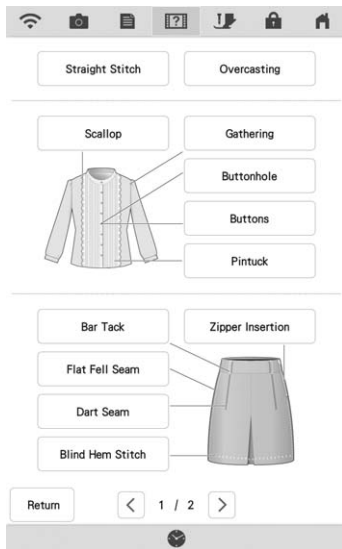 Straight Stitch
Overcasting
Scallop
Gathering
Buttonhole
Buttons
Pintuck
Bar Tack
Zipper Insertion
Flat Fell Seam
Dart Seam
Blind Hem Stitch
Return
< 1 / 2 >